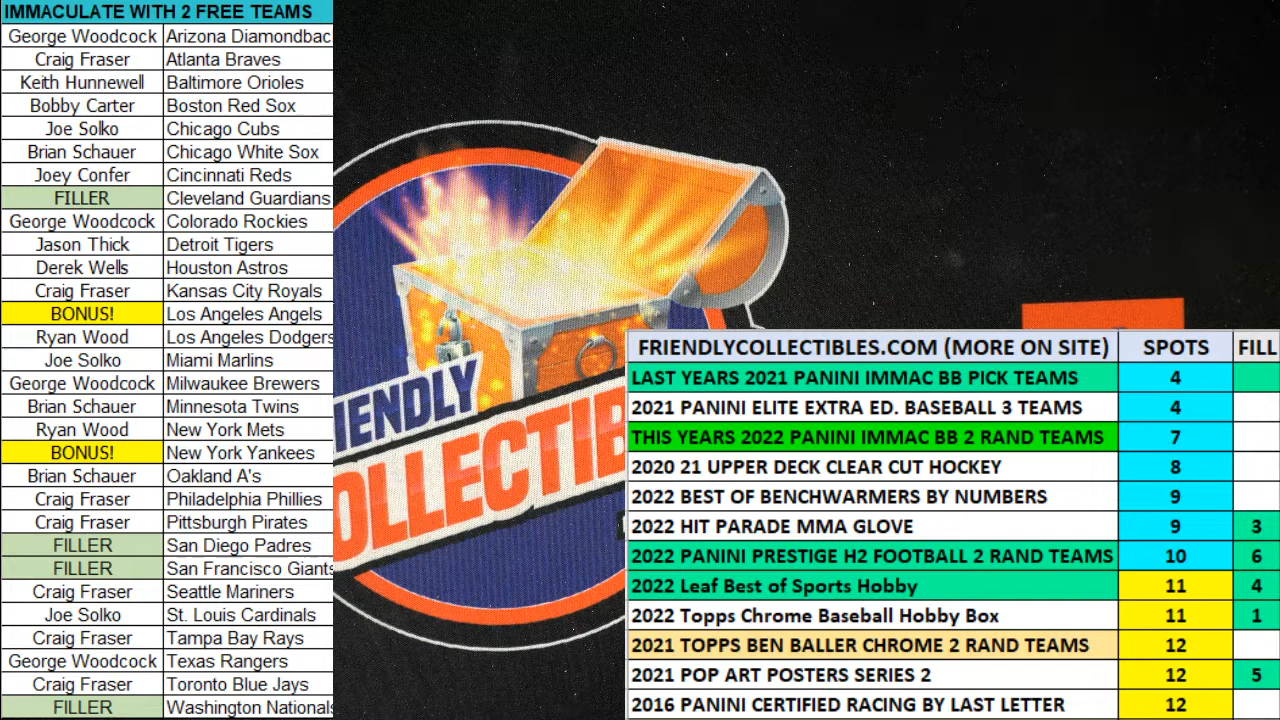 IMMACULATE WITH 2 FREE TEAMS
George Woodcock Arizona Diamondbac
Craig Fraser Atlanta Braves
Keith Hunnewell Baltimore Orioles
Bobby Carter Boston Red Sox
Joe Solko Chicago Cubs
Brian Schauer Chicago White Sox
Joey Confer Cincinnati Reds
FILLER Cleveland Guardians
George Woodcock Colorado Rockies
Jason Thick Detroit Tigers
Derek Wells Houston Astros
Craig Fraser Kansas City Royals
BONUS! Los Angeles Angels
Ryan Wood Los Angeles Dodgers
Joe Solko Miami Marlins
George Woodcock Milwaukee Brewers
Brian Schauer Minnesota Twins
Ryan Wood New York Mets
BONUS! New York Yankees
Brian Schauer Oakland A's
Craig Fraser Philadelphia Phillies
Craig Fraser Pittsburgh Pirates
FILLER San Diego Padres
FILLER San Francisco Giants
Craig Fraser Seattle Mariners
Joe Solko St. Louis Cardinals
Craig Fraser Tampa Bay Rays
George Woodcock Texas Rangers
Craig Fraser Toronto Blue Jays
FILLER Washington Nationals
IENDLY
OLLECTIB
FRIENDLYCOLLECTIBLES.COM (MORE ON SITE) SPOTS FILL
LAST YEARS 2021 PANINI IMMAC BB PICK TEAMS 4
2021 PANINI ELITE EXTRA ED. BASEBALL 3 TEAMS 4
THIS YEARS 2022 PANINI IMMAC BB 2 RAND TEAMS 7
2020 21 UPPER DECK CLEAR CUT HOCKEY 8
2022 BEST OF BENCHWARMERS BY NUMBERS 9
2022 HIT PARADE MMA GLOVE 9 3
2022 PANINI PRESTIGE H2 FOOTBALL 2 RAND TEAMS 10 6
2022 Leaf Best of Sports Hobby 11 4
2022 Topps Chrome Baseball Hobby Box 11 1
2021 TOPPS BEN BALLER CHROME 2 RAND TEAMS 12
2021 POP ART POSTERS SERIES 2 12 5
2016 PANINI CERTIFIED RACING BY LAST LETTER 12